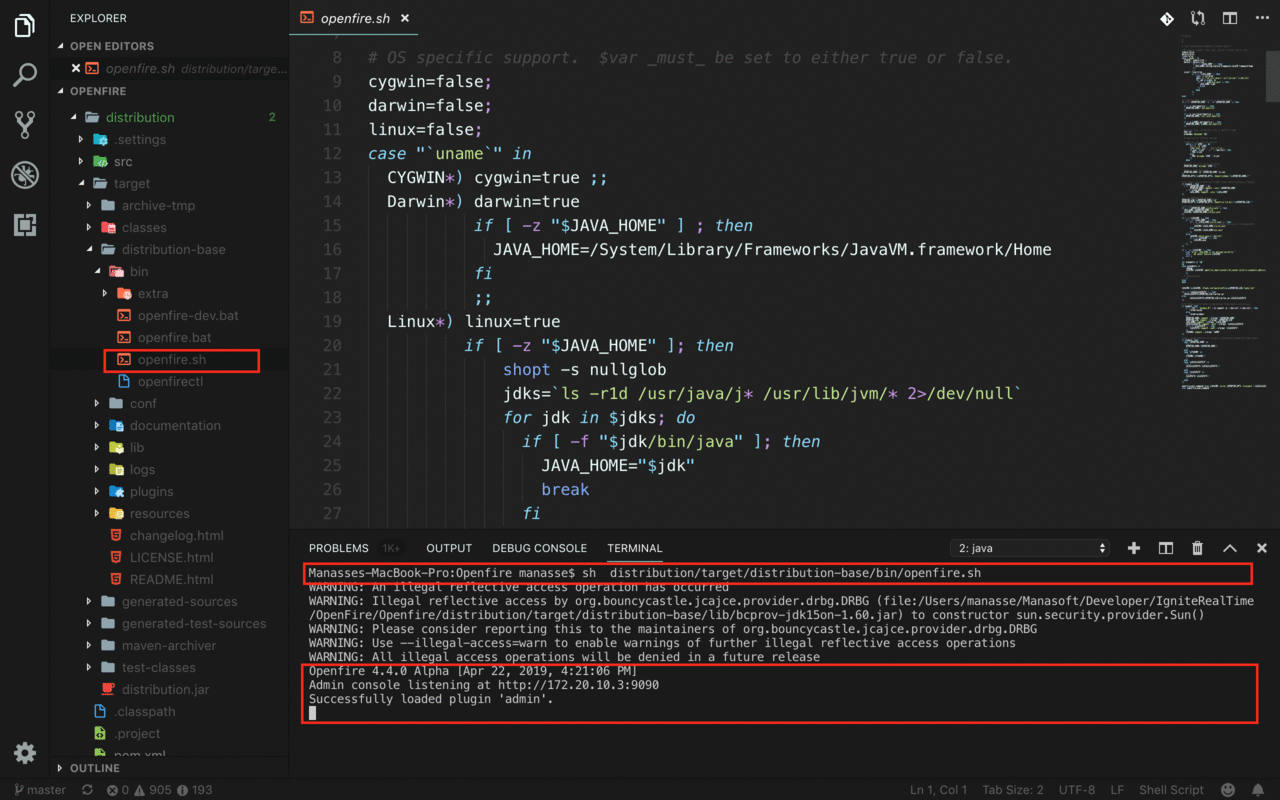 EXPLORER
OPEN EDITORS
openfire.sh distribution/targe...
OPENFIRE
distribution 2
.settings
src
target
archive-tmp
classes
distribution-base
bin
extra
openfire-dev.bat
openfire.bat
openfire.sh
openfirectl
conf
documentation
lib
logs
plugins
resources
changelog.html
LICENSE.html
README.html
generated-sources
generated-test-sources
maven-archiver
test-classes
distribution.jar
.classpath
.project
pom.xml
OUTLINE
openfire.sh
8 # OS specific support.  $var _must_ be set to either true or false.
9 cygwin=false;
10 darwin=false;
11 linux=false;
12 case "`uname`" in
13 CYGWIN*) cygwin=true ;;
14 Darwin*) darwin=true
15 if [ -z "$JAVA_HOME" ] ; then
16 JAVA_HOME=/System/Library/Frameworks/JavaVM.framework/Home
17 fi
18 ;;
19 Linux*) linux=true
20 if [ -z "$JAVA_HOME" ]; then
21 shopt -s nullglob
22 jdks=`ls -r1d /usr/java/j* /usr/lib/jvm/* 2>/dev/null`
23 for jdk in $jdks; do
24 if [ -f "$jdk/bin/java" ]; then
25 JAVA_HOME="$jdk"
26 break
27 fi
PROBLEMS 1K+ OUTPUT DEBUG CONSOLE TERMINAL 2: java
Manasses-MacBook-Pro:Openfire manasse$ sh  distribution/target/distribution-base/bin/openfire.sh
WARNING: An illegal reflective access operation has occurred
WARNING: Illegal reflective access by org.bouncycastle.jcajce.provider.drbg.DRBG (file:/Users/manasse/Manasoft/Developer/IgniteRealTime
/OpenFire/Openfire/distribution/target/distribution-base/lib/bcprov-jdk15on-1.60.jar) to constructor sun.security.provider.Sun()
WARNING: Please consider reporting this to the maintainers of org.bouncycastle.jcajce.provider.drbg.DRBG
WARNING: Use --illegal-access=warn to enable warnings of further illegal reflective access operations
WARNING: All illegal access operations will be denied in a future release
Openfire 4.4.0 Alpha [Apr 22, 2019, 4:21:06 PM]
Admin console listening at http://172.20.10.3:9090
Successfully loaded plugin 'admin'.
master 0 905 193 Ln 1, Col 1 Tab Size: 2 UTF-8 LF Shell Script